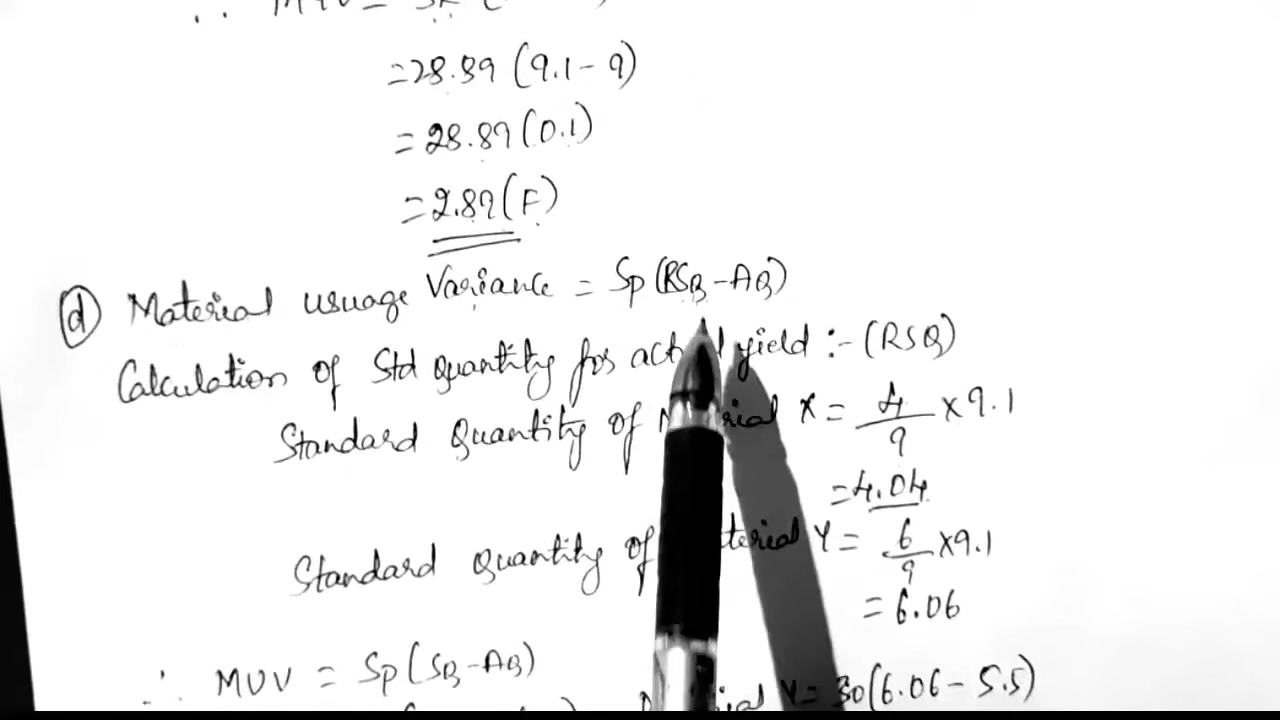 =28.89 (9.1 - 9)
= 28.89 (0.1)
= 2.89 (F)
(d) Material usuage Variance = Sp (RSQ - AQ)
Calculation of Std quantity for yield :- (RSQ)
Standard Quantity of X = 4/9 × 9.1
= 4.04
Standard Quantity of Y = 6/9 × 9.1
= 6.06
∴ MUV = Sp (SQ - AQ)
Y = 30 (6.06 - 5.5)